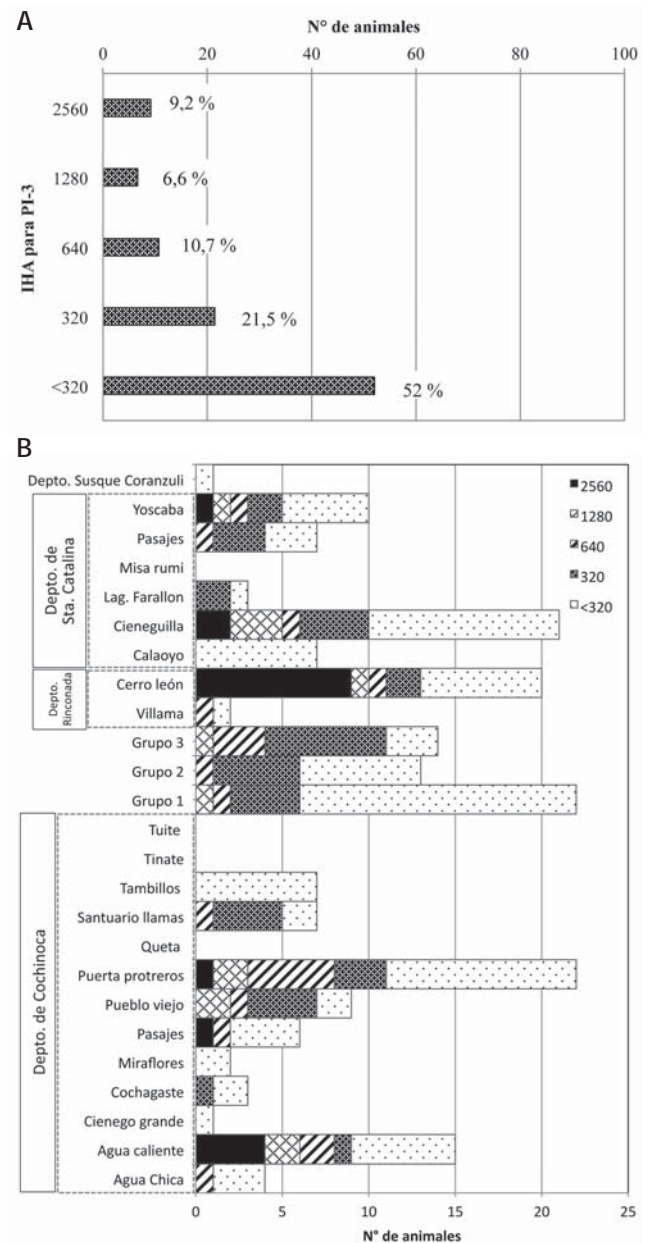 A
N° de animales
0 20 40 60 80 100
IHA para PI-3
2560 9,2 %
1280 6,6 %
640 10,7 %
320 21,5 %
<320 52 %
B
Depto. Susque Coranzuli
Depto. de
Sta. Catalina
Yoscaba
Pasajes
Misa rumi
Lag. Farallon
Cieneguilla
Calaoyo
Depto.
Rinconada
Cerro león
Villama
Grupo 3
Grupo 2
Grupo 1
Depto. de Cochinoca
Tuite
Tinate
Tambillos
Santuario llamas
Queta
Puerta protreros
Pueblo viejo
Pasajes
Miraflores
Cochagaste
Cienego grande
Agua caliente
Agua Chica
2560
1280
640
320
<320
0 5 10 15 20 25
N° de animales